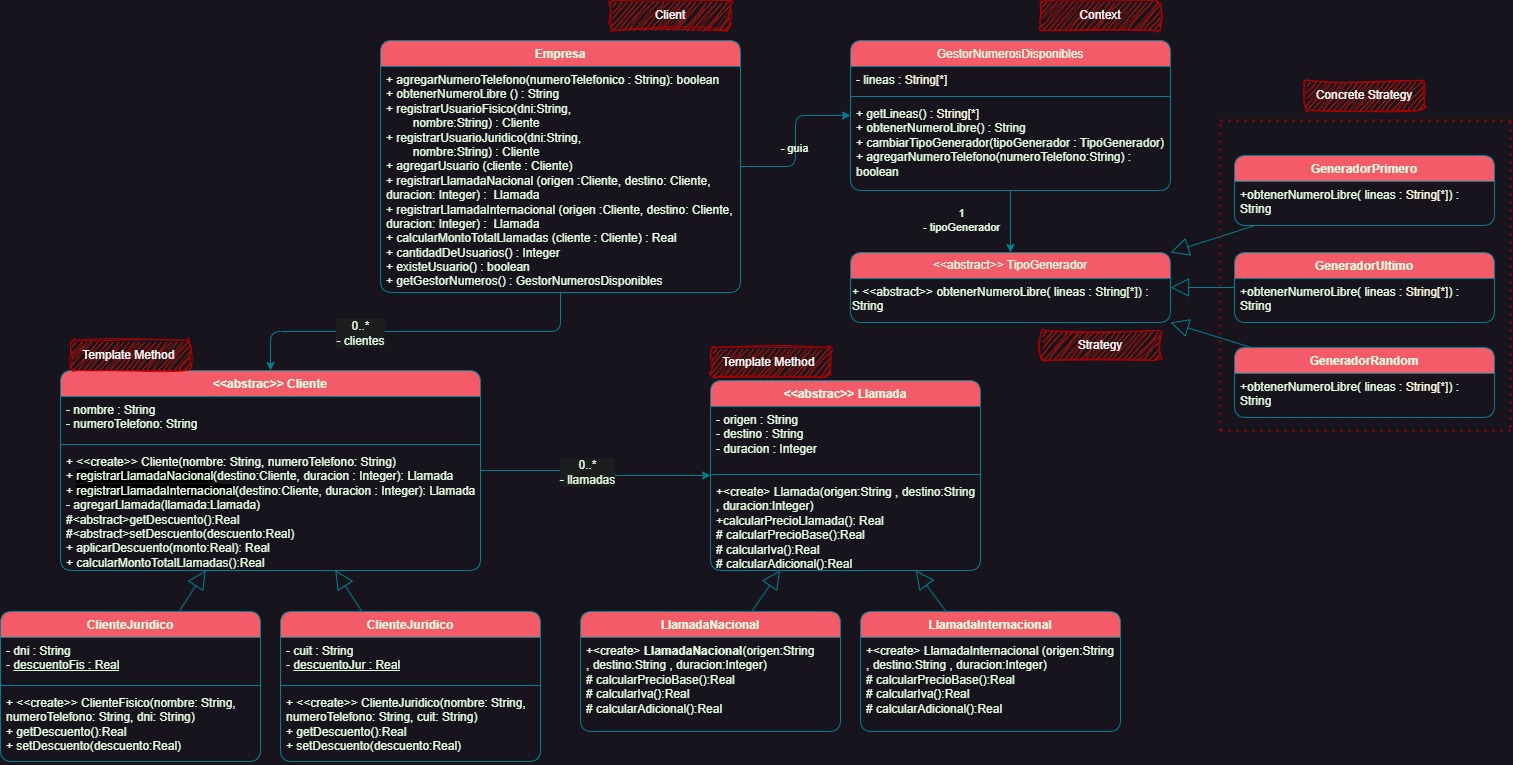 Client
Empresa
+ agregarNumeroTelefono(numeroTelefonico : String): boolean
+ obtenerNumeroLibre () : String
+ registrarUsuarioFisico(dni:String,
nombre:String) : Cliente
+ registrarUsuarioJuridico(dni:String,
nombre:String) : Cliente
+ agregarUsuario (cliente : Cliente)
+ registrarLlamadaNacional (origen :Cliente, destino: Cliente,
duracion: Integer) :  Llamada
+ registrarLlamadaInternacional (origen :Cliente, destino: Cliente,
duracion: Integer) :  Llamada
+ calcularMontoTotalLlamadas (cliente : Cliente) : Real
+ cantidadDeUsuarios() : Integer
+ existeUsuario() : boolean
+ getGestorNumeros() : GestorNumerosDisponibles
- guia
Context
GestorNumerosDisponibles
- lineas : String[*]
+ getLineas() : String[*]
+ obtenerNumeroLibre() : String
+ cambiarTipoGenerador(tipoGenerador : TipoGenerador)
+ agregarNumeroTelefono(numeroTelefono:String) :
boolean
1
- tipoGenerador
<<abstract>> TipoGenerador
+ <<abstract>> obtenerNumeroLibre( lineas : String[*]) :
String
Strategy
Concrete Strategy
GeneradorPrimero
+obtenerNumeroLibre( lineas : String[*]) :
String
GeneradorUltimo
+obtenerNumeroLibre( lineas : String[*]) :
String
GeneradorRandom
+obtenerNumeroLibre( lineas : String[*]) :
String
0..*
- clientes
Template Method
<<abstrac>> Cliente
- nombre : String
- numeroTelefono: String
+ <<create>> Cliente(nombre: String, numeroTelefono: String)
+ registrarLlamadaNacional(destino:Cliente, duracion : Integer): Llamada
+ registrarLlamadaInternacional(destino:Cliente, duracion : Integer): Llamada
- agregarLlamada(llamada:Llamada)
#<abstract>getDescuento():Real
#<abstract>setDescuento(descuento:Real)
+ aplicarDescuento(monto:Real): Real
+ calcularMontoTotalLlamadas():Real
0..*
- llamadas
Template Method
<<abstrac>> Llamada
- origen : String
- destino : String
- duracion : Integer
+<create> Llamada(origen:String , destino:String
, duracion:Integer)
+calcularPrecioLlamada(): Real
# calcularPrecioBase():Real
# calcularIva():Real
# calcularAdicional():Real
ClienteJuridico
- dni : String
- descuentoFis : Real
+ <<create>> ClienteFisico(nombre: String,
numeroTelefono: String, dni: String)
+ getDescuento():Real
+ setDescuento(descuento:Real)
ClienteJuridico
- cuit : String
- descuentoJur : Real
+ <<create>> ClienteJuridico(nombre: String,
numeroTelefono: String, cuit: String)
+ getDescuento():Real
+ setDescuento(descuento:Real)
LlamadaNacional
+<create> LlamadaNacional(origen:String
, destino:String , duracion:Integer)
# calcularPrecioBase():Real
# calcularIva():Real
# calcularAdicional():Real
LlamadaInternacional
+<create> LlamadaInternacional (origen:String
, destino:String , duracion:Integer)
# calcularPrecioBase():Real
# calcularIva():Real
# calcularAdicional():Real